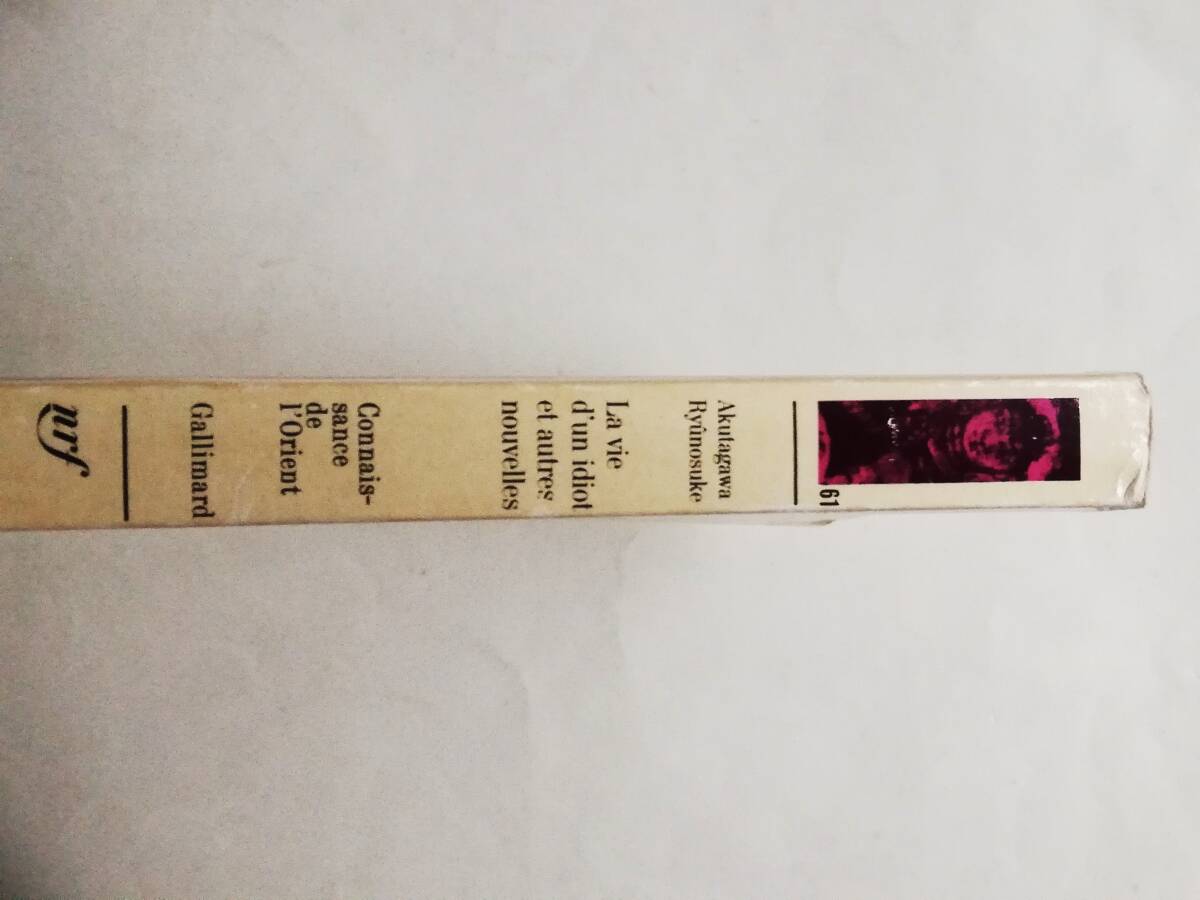 61
Akutagawa
Ryûnosuke
La vie
d'un idiot
et autres
nouvelles
Connais-
sance
de
l'Orient
Gallimard
nrf